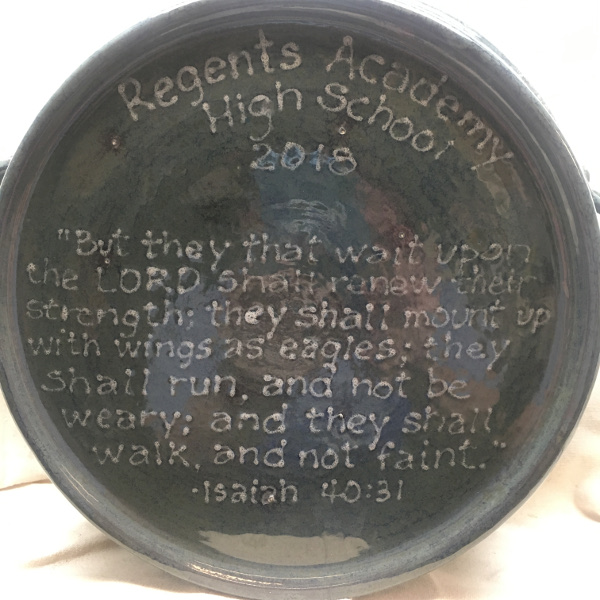 Regents Academy
High School
2018
"But they that wait upon
the LORD shall renew their
strength; they shall mount up
with wings as eagles; they
shall run, and not be
weary; and they shall
walk, and not faint."
-Isaiah 40:31